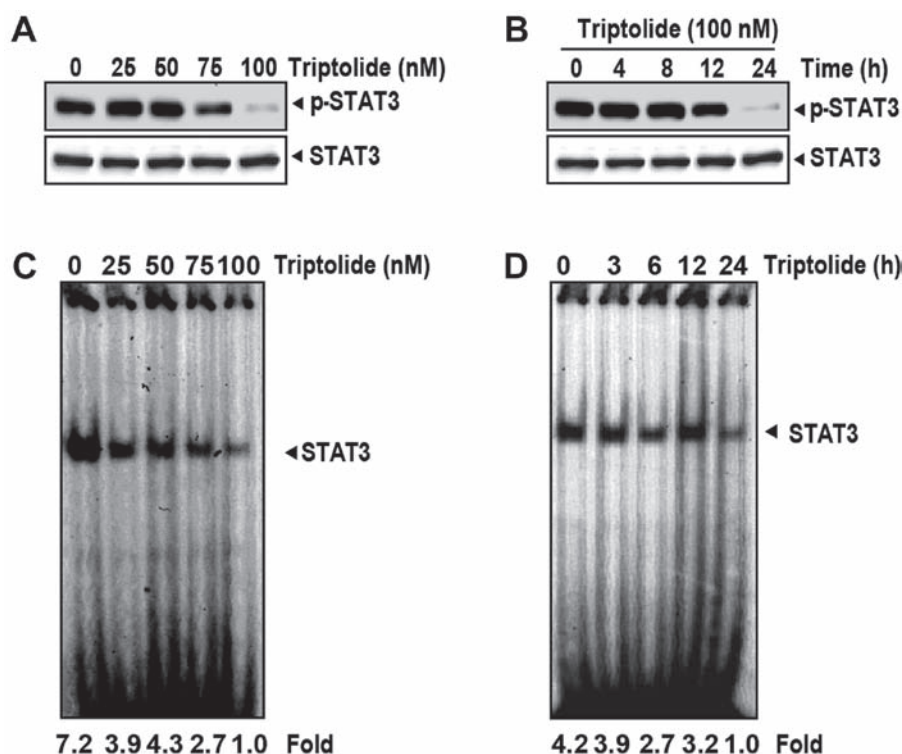 A
0 25 50 75 100 Triptolide (nM)
p-STAT3
STAT3
B
Triptolide (100 nM)
0 4 8 12 24 Time (h)
p-STAT3
STAT3
C
0 25 50 75 100 Triptolide (nM)
STAT3
7.2 3.9 4.3 2.7 1.0 Fold
D
0 3 6 12 24 Triptolide (h)
STAT3
4.2 3.9 2.7 3.2 1.0 Fold